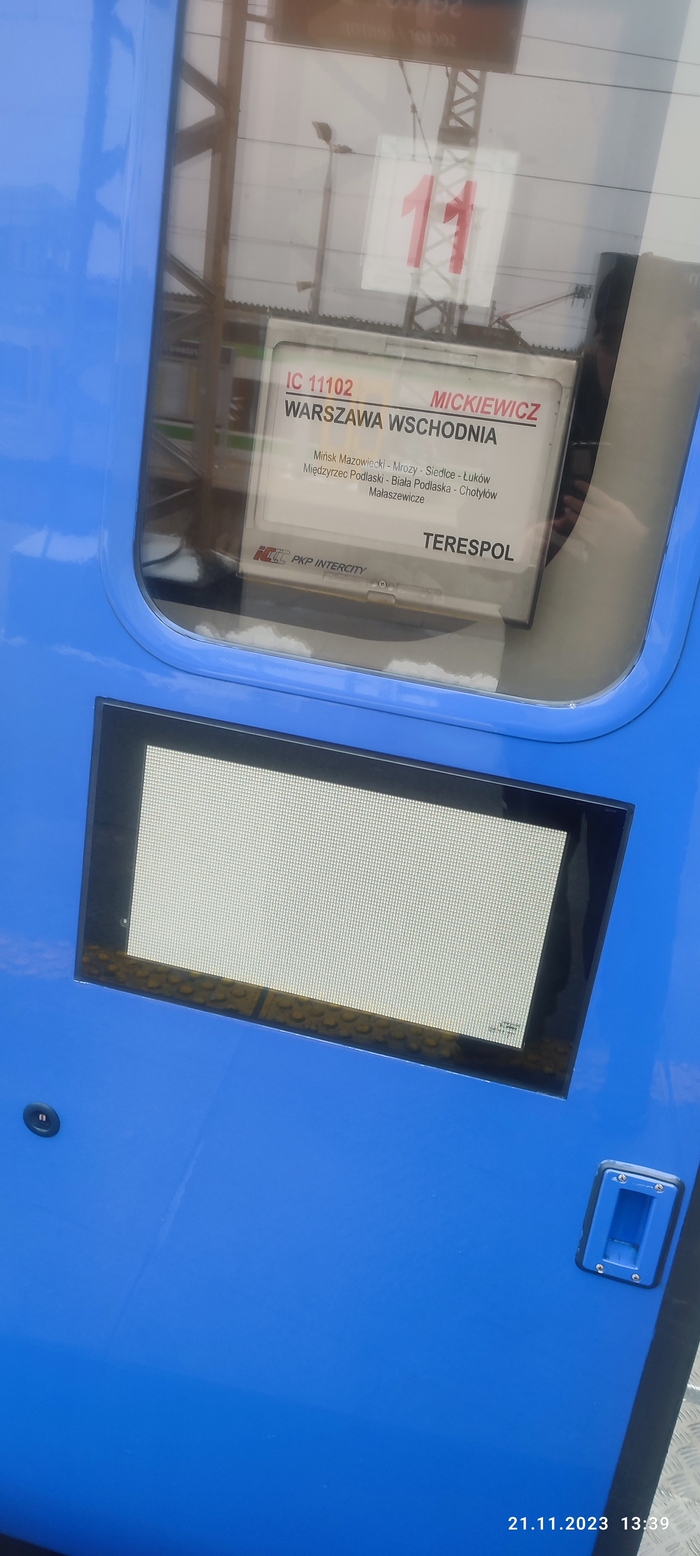 11
IC 11102 MICKIEWICZ
WARSZAWA WSCHODNIA
Mińsk Mazowiecki - Mrozy - Siedlce - Łuków
Międzyrzec Podlaski - Biała Podlaska - Chotyłów
Małaszewicze
TERESPOL
IC PKP INTERCITY
21.11.2023 13:39